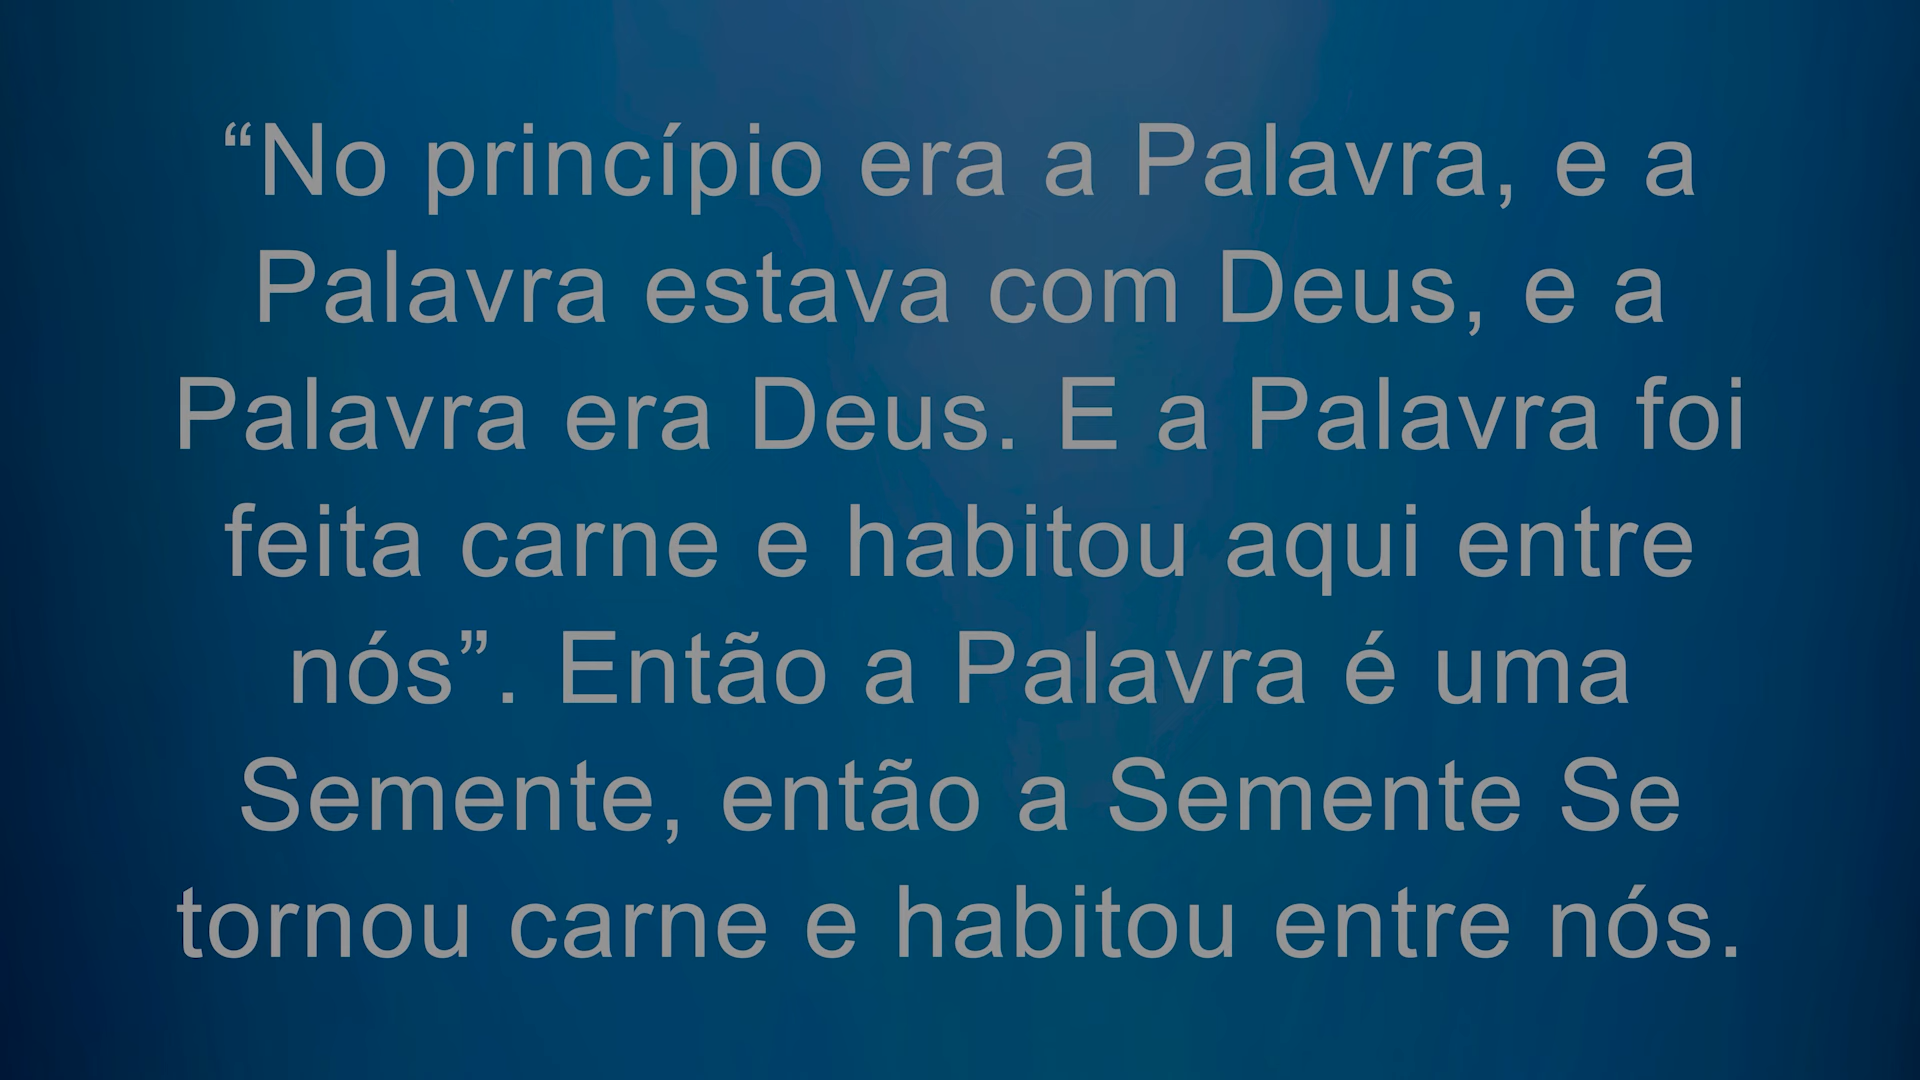 “No princípio era a Palavra, e a
Palavra estava com Deus, e a
Palavra era Deus. E a Palavra foi
feita carne e habitou aqui entre
nós”. Então a Palavra é uma
Semente, então a Semente Se
tornou carne e habitou entre nós.